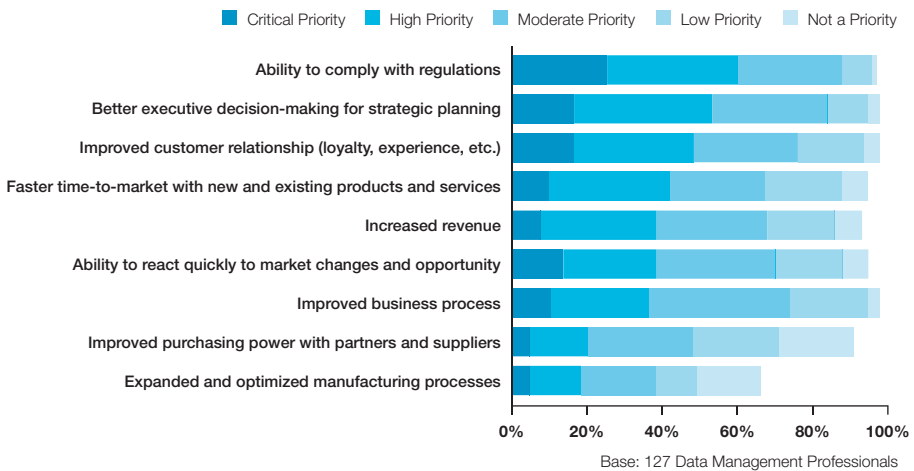 Critical Priority High Priority Moderate Priority Low Priority Not a Priority
Ability to comply with regulations
Better executive decision-making for strategic planning
Improved customer relationship (loyalty, experience, etc.)
Faster time-to-market with new and existing products and services
Increased revenue
Ability to react quickly to market changes and opportunity
Improved business process
Improved purchasing power with partners and suppliers
Expanded and optimized manufacturing processes
0% 20% 40% 60% 80% 100%
Base: 127 Data Management Professionals